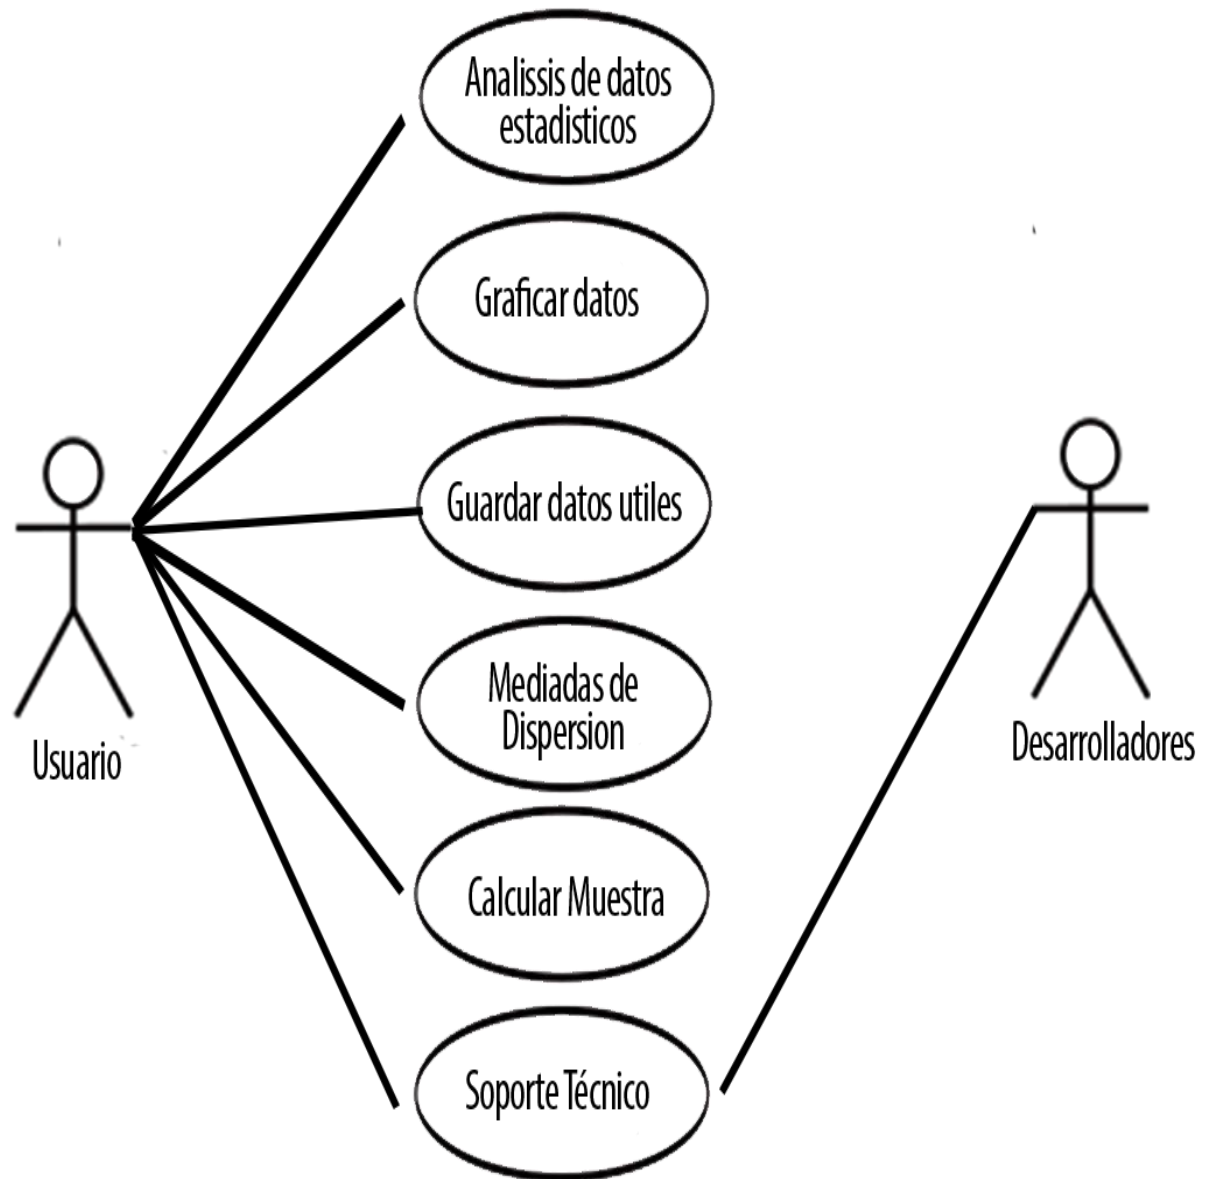 Analissis de datos
estadisticos
Graficar datos
Guardar datos utiles
Mediadas de
Dispersion
Calcular Muestra
Soporte Técnico
Usuario
Desarrolladores